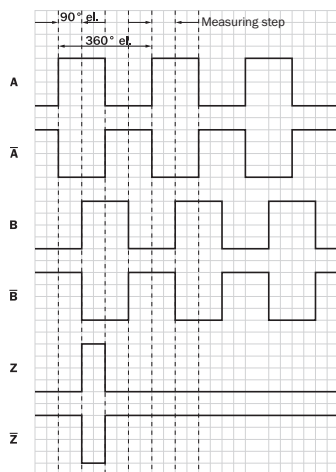 90° el.
Measuring step
360° el.
A
A̅
B
B̅
Z
Z̅